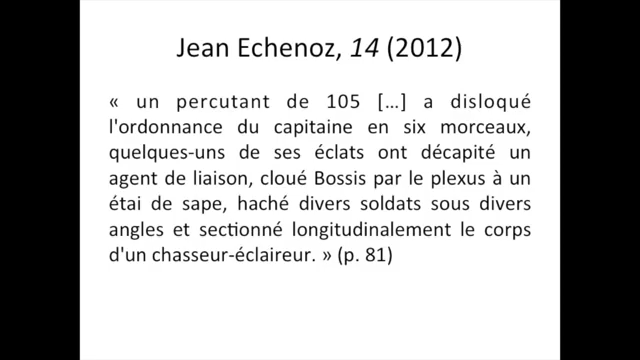 Jean Echenoz, 14 (2012)
« un percutant de 105 [...] a disloqué
l'ordonnance du capitaine en six morceaux,
quelques-uns de ses éclats ont décapité un
agent de liaison, cloué Bossis par le plexus à un
étai de sape, haché divers soldats sous divers
angles et sectionné longitudinalement le corps
d'un chasseur-éclaireur. » (p. 81)